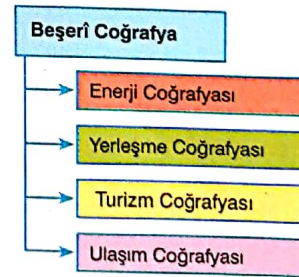 Beşerî Coğrafya
Enerji Coğrafyası
Yerleşme Coğrafyası
Turizm Coğrafyası
Ulaşım Coğrafyası